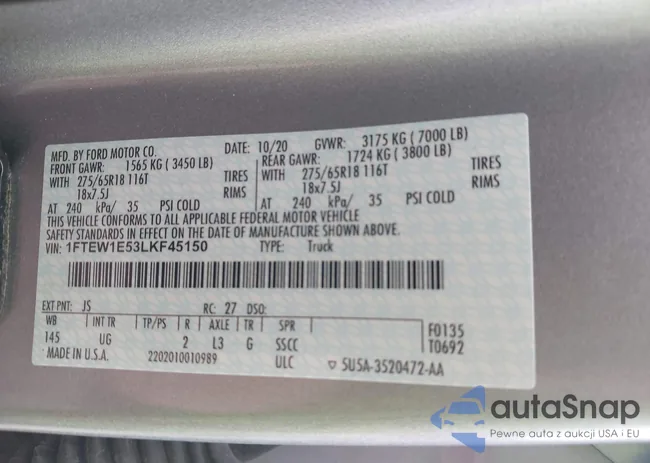 MFD. BY FORD MOTOR CO.
DATE: 10/20 GVWR: 3175 KG ( 7000 LB)
FRONT GAWR: 1565 KG ( 3450 LB) REAR GAWR: 1724 KG ( 3800 LB)
WITH 275/65R18 116T TIRES WITH 275/65R18 116T TIRES
18x7.5J RIMS 18x7.5J RIMS
AT 240 kPa/ 35 PSI COLD AT 240 kPa/ 35 PSI COLD
THIS VEHICLE CONFORMS TO ALL APPLICABLE FEDERAL MOTOR VEHICLE
SAFETY STANDARDS IN EFFECT ON THE DATE OF MANUFACTURE SHOWN ABOVE.
VIN: 1FTEW1E53LKF45150 TYPE: Truck
EXT PNT: JS RC: 27 DSO:
WB INT TR TP/PS R AXLE TR SPR F0135
145 UG 2 L3 G SSCC T0692
MADE IN U.S.A. 2202010010989 ULC ▽ 5U5A-3520472-AA
autaSnap
Pewne auta z aukcji USA i EU